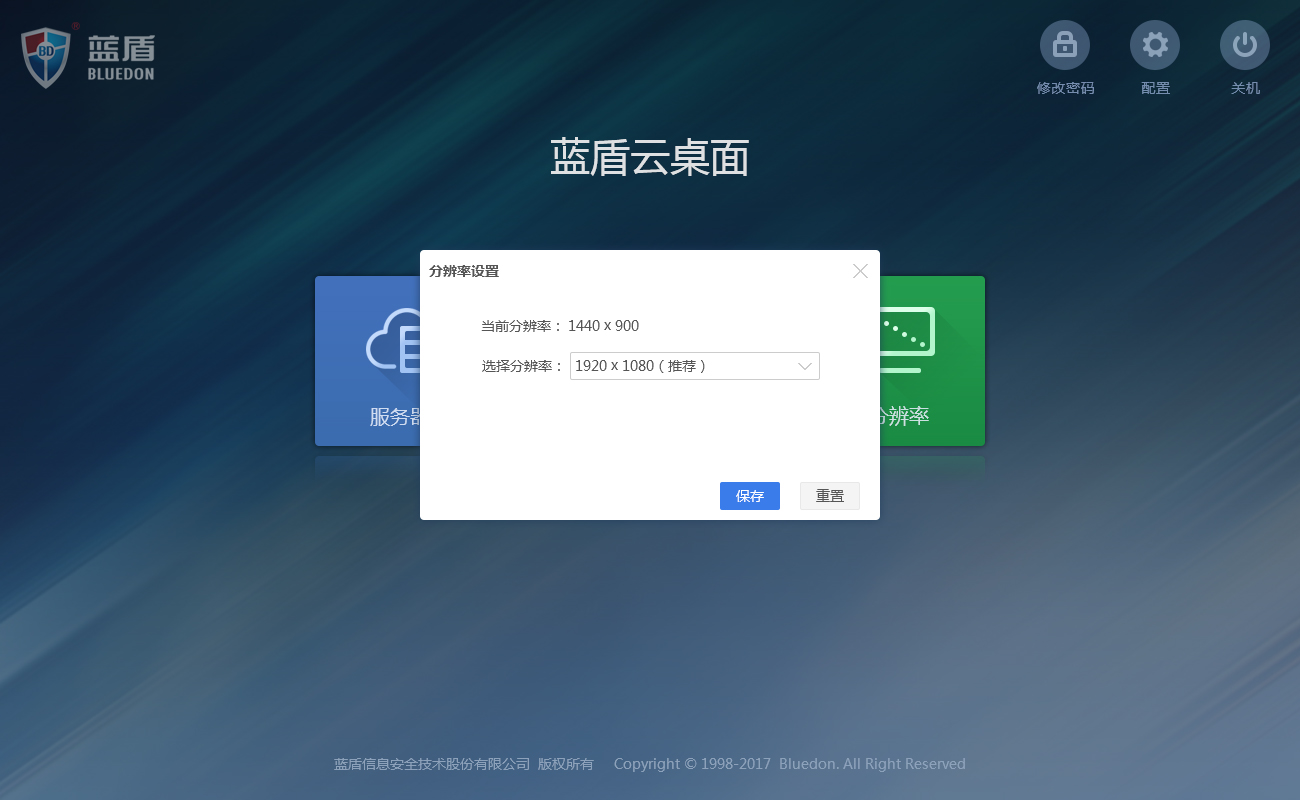 BD
®
蓝盾
BLUEDON
修改密码
配置
关机
蓝盾云桌面
分辨率设置
当前分辨率： 1440 x 900
选择分辨率： 1920 x 1080 ( 推荐 )
服务器
分辨率
保存
重置
蓝盾信息安全技术股份有限公司 版权所有 Copyright © 1998-2017 Bluedon. All Right Reserved